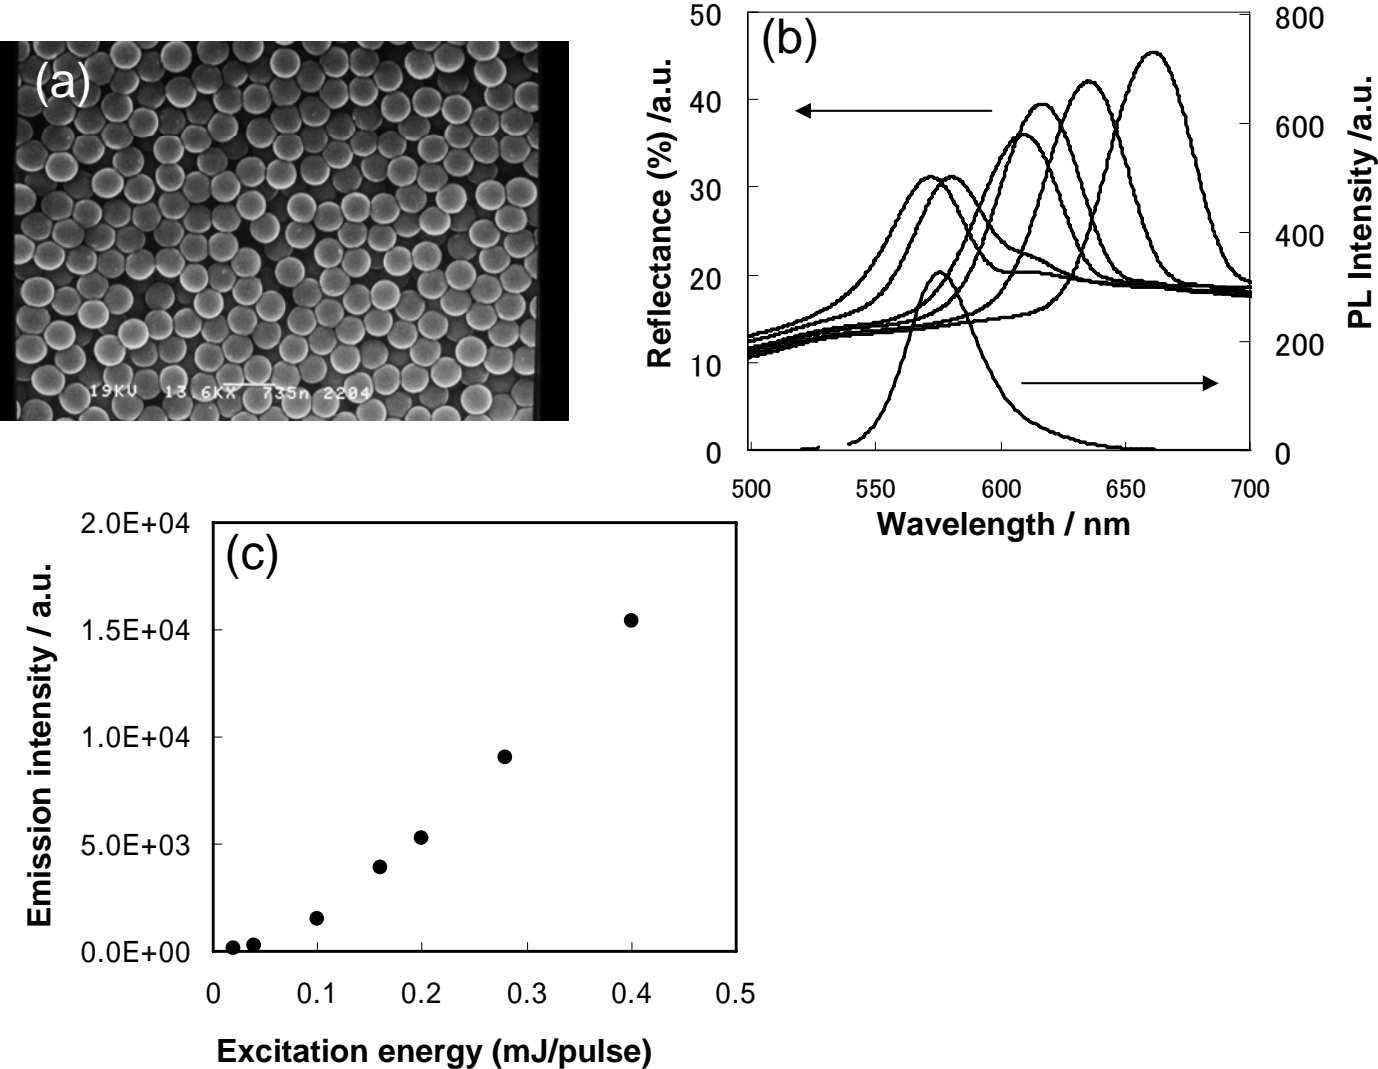 (a)
19KV 13.6KX 735n 2204
(b)
50
40
30
20
10
0
Reflectance (%) /a.u.
800
600
400
200
0
PL Intensity /a.u.
500 550 600 650 700
Wavelength / nm
(c)
2.0E+04
1.5E+04
1.0E+04
5.0E+03
0.0E+00
Emission intensity / a.u.
0 0.1 0.2 0.3 0.4 0.5
Excitation energy (mJ/pulse)